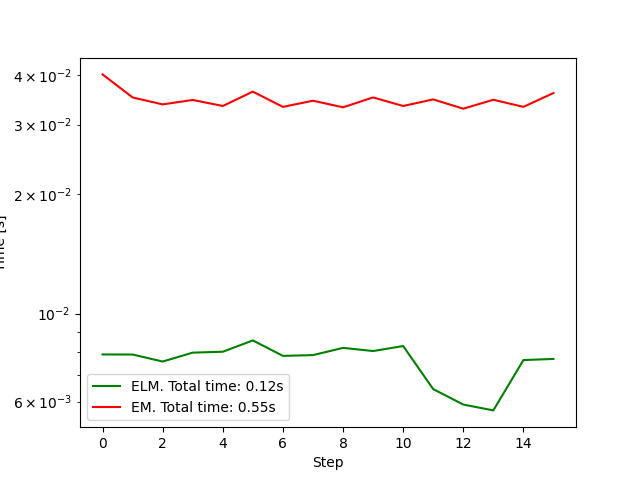 4 × 10⁻²
3 × 10⁻²
2 × 10⁻²
10⁻²
6 × 10⁻³
ELM. Total time: 0.12s
EM. Total time: 0.55s
0 2 4 6 8 10 12 14
Step
[s]